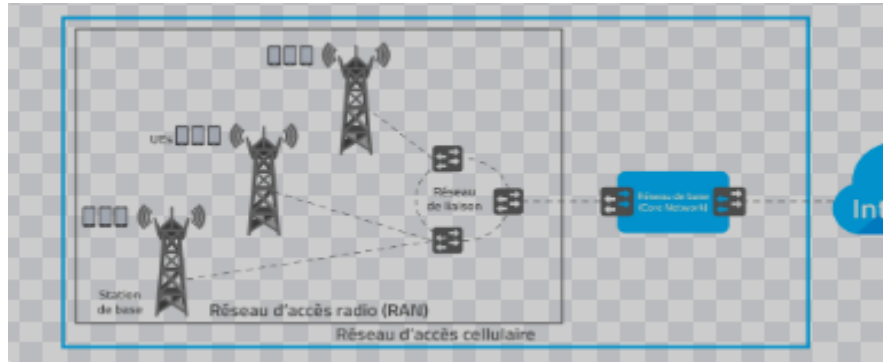 UEs
Réseau
de liaison
Réseau de base
(Core Network)
Int
Station
de base
Réseau d'accès radio (RAN)
Réseau d'accès cellulaire